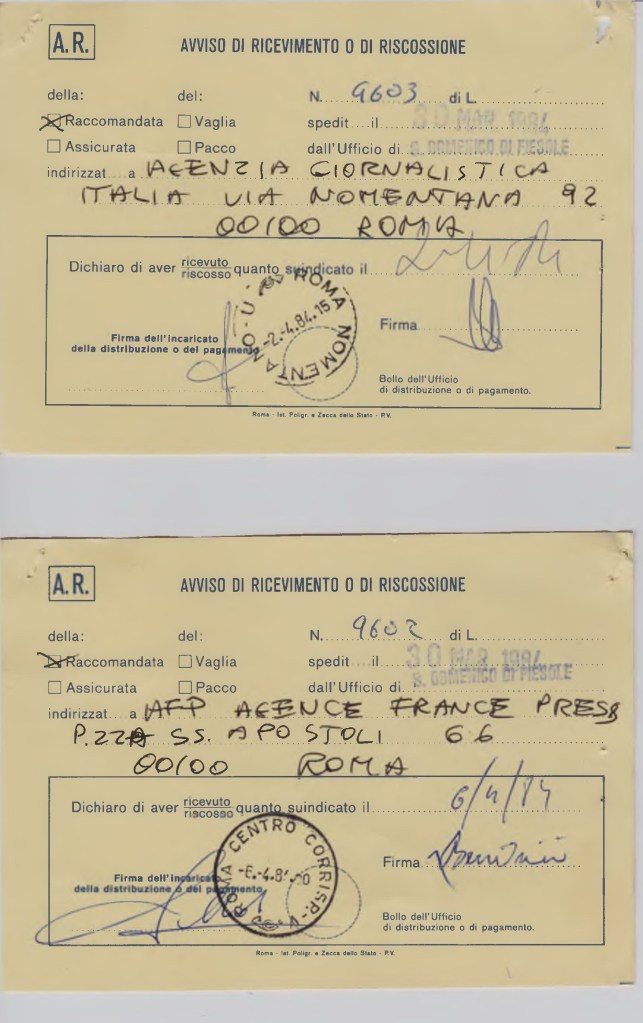 A.R. AVVISO DI RICEVIMENTO O DI RISCOSSIONE
della: del: N. 9603 di L.
Raccomandata Vaglia spedit il 30 MAR. 1984
Assicurata Pacco dall'Ufficio di S. DOMENICO DI FIESOLE
indirizzat a AGENZIA GIORNALISTICA
ITALIA VIA NOMENTANA 92
00100 ROMA
Dichiaro di aver ricevuto/riscosso quanto suindicato il
ROMA NOMENTANO
-2.-4.84.15
Firma dell'incaricato Firma
della distribuzione o del pagamento
Bollo dell'Ufficio
di distribuzione o di pagamento.
Roma - Ist. Poligr. e Zecca dello Stato - P.V.
A.R. AVVISO DI RICEVIMENTO O DI RISCOSSIONE
della: del: N. 9602 di L.
Raccomandata Vaglia spedit il 30 MAR. 1984
Assicurata Pacco dall'Ufficio di S. DOMENICO DI FIESOLE
indirizzat a AFP AGENCE FRANCE PRESS
P.ZZA SS. APOSTOLI 66
00100 ROMA
Dichiaro di aver ricevuto/riscosso quanto suindicato il 6/4/84
ROMA CENTRO CORRISP.
Firma dell'incaricato Firma
della distribuzione o del pagamento
Bollo dell'Ufficio
di distribuzione o di pagamento.
Roma - Ist. Poligr. e Zecca dello Stato - P.V.